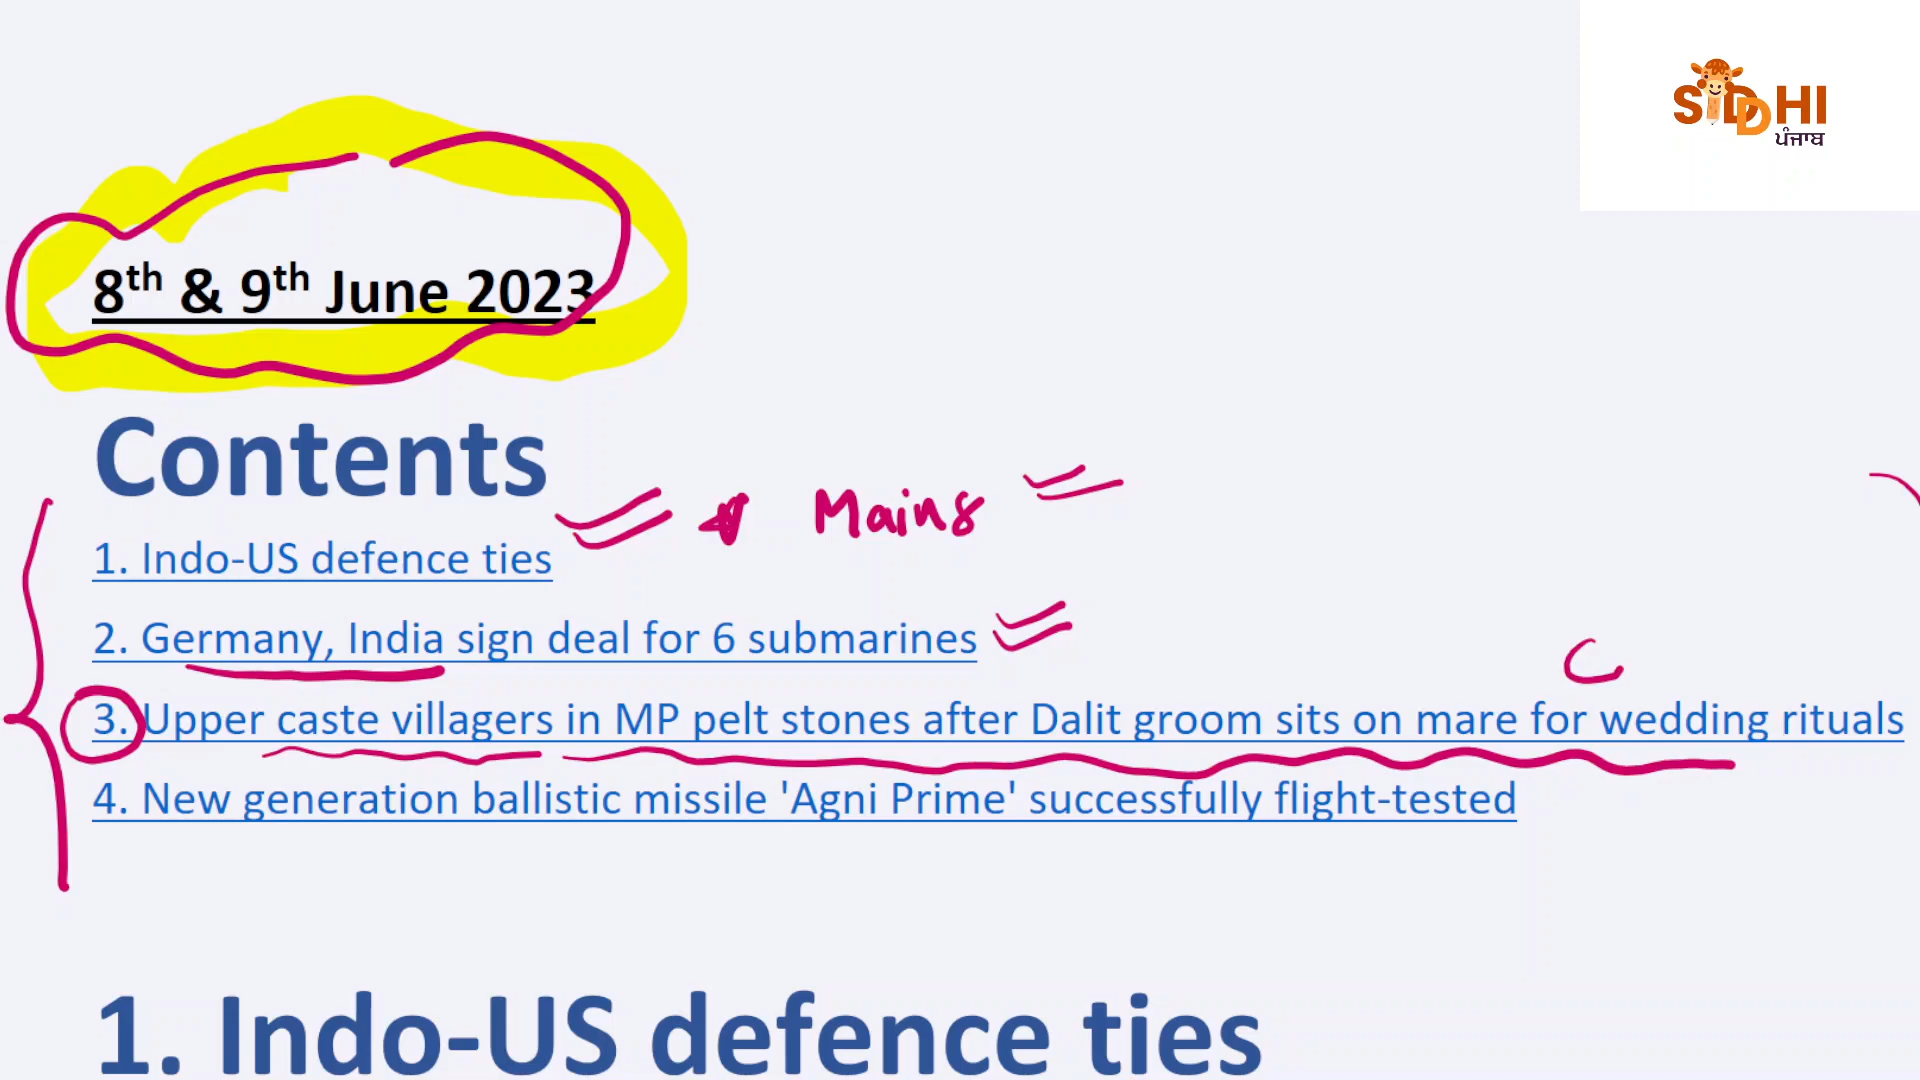 SIDDHI
ਪੰਜਾਬ
8th & 9th June 2023
Contents
Mains
1. Indo-US defence ties
2. Germany, India sign deal for 6 submarines
3. Upper caste villagers in MP pelt stones after Dalit groom sits on mare for wedding rituals
4. New generation ballistic missile 'Agni Prime' successfully flight-tested
1. Indo-US defence ties